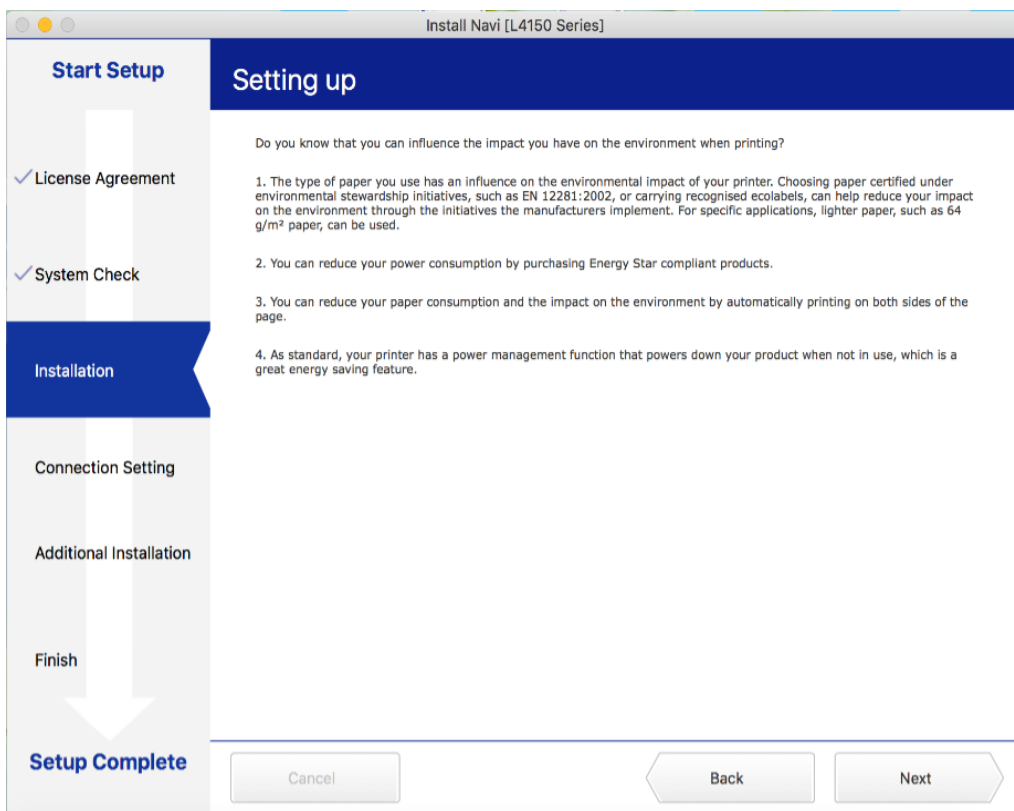 Install Navi [L4150 Series]
Start Setup
License Agreement
System Check
Installation
Connection Setting
Additional Installation
Finish
Setup Complete
Setting up
Do you know that you can influence the impact you have on the environment when printing?
1. The type of paper you use has an influence on the environmental impact of your printer. Choosing paper certified under
environmental stewardship initiatives, such as EN 12281:2002, or carrying recognised ecolabels, can help reduce your impact
on the environment through the initiatives the manufacturers implement. For specific applications, lighter paper, such as 64
g/m² paper, can be used.
2. You can reduce your power consumption by purchasing Energy Star compliant products.
3. You can reduce your paper consumption and the impact on the environment by automatically printing on both sides of the
page.
4. As standard, your printer has a power management function that powers down your product when not in use, which is a
great energy saving feature.
Cancel
Back
Next